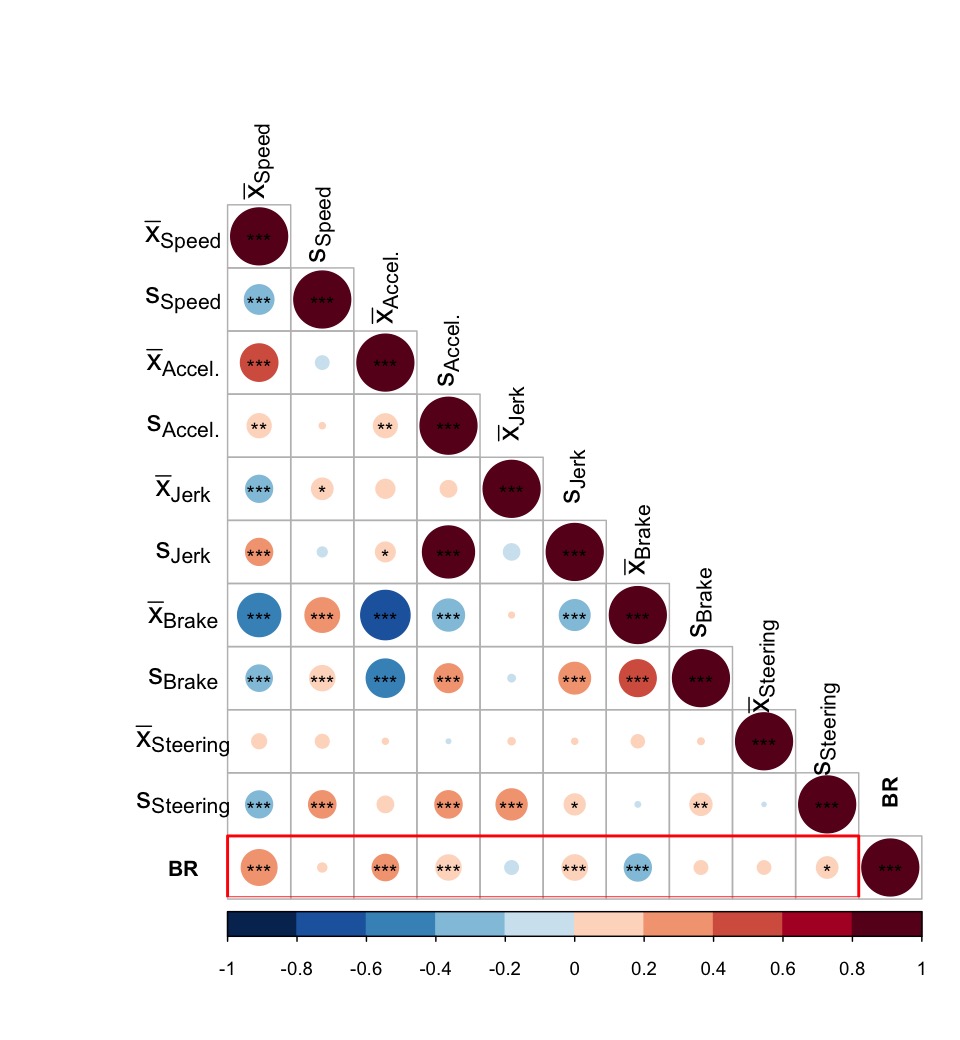 x̄Speed
sSpeed
x̄Accel.
sAccel.
x̄Jerk
sJerk
x̄Brake
sBrake
x̄Steering
sSteering
BR
x̄Speed ***
sSpeed *** ***
x̄Accel. *** ***
sAccel. ** ** ***
x̄Jerk *** * ***
sJerk *** * *** ***
x̄Brake *** *** *** *** *** ***
sBrake *** *** *** *** *** *** ***
x̄Steering ***
sSteering *** *** *** *** * ** ***
BR *** *** *** *** *** * ***
-1 -0.8 -0.6 -0.4 -0.2 0 0.2 0.4 0.6 0.8 1